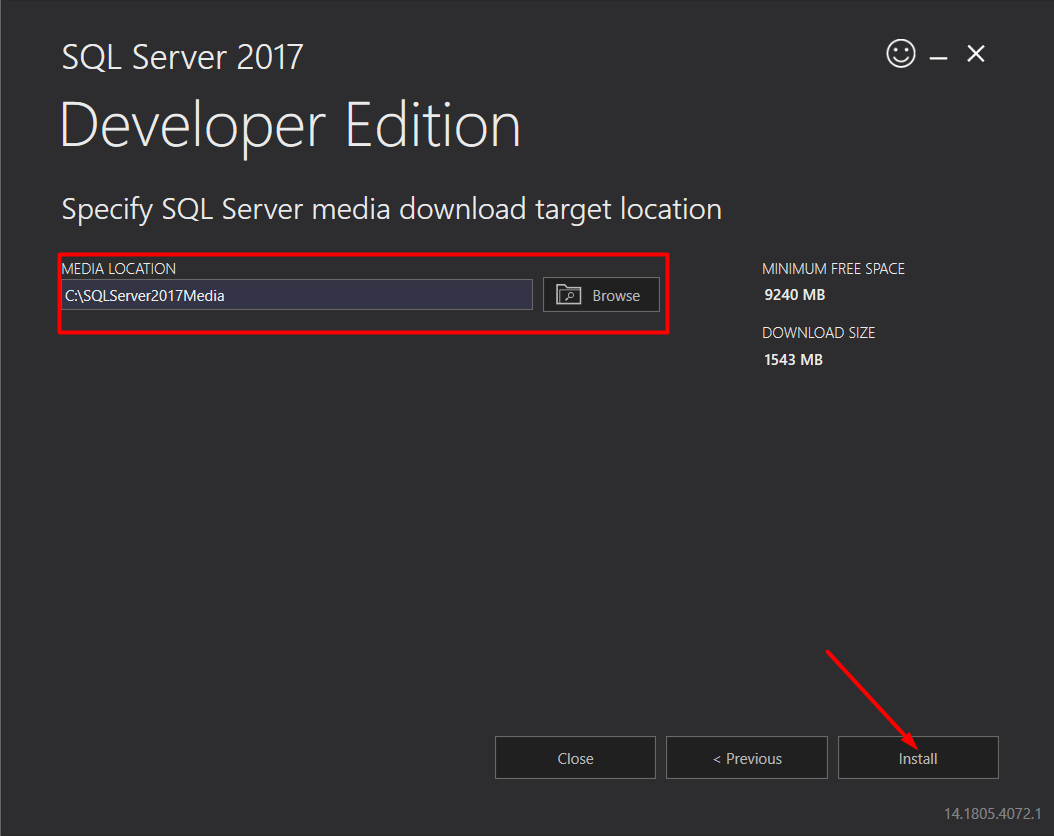 SQL Server 2017
Developer Edition
Specify SQL Server media download target location
MEDIA LOCATION
C:\SQLServer2017Media
Browse
MINIMUM FREE SPACE
9240 MB
DOWNLOAD SIZE
1543 MB
Close
< Previous
Install
14.1805.4072.1